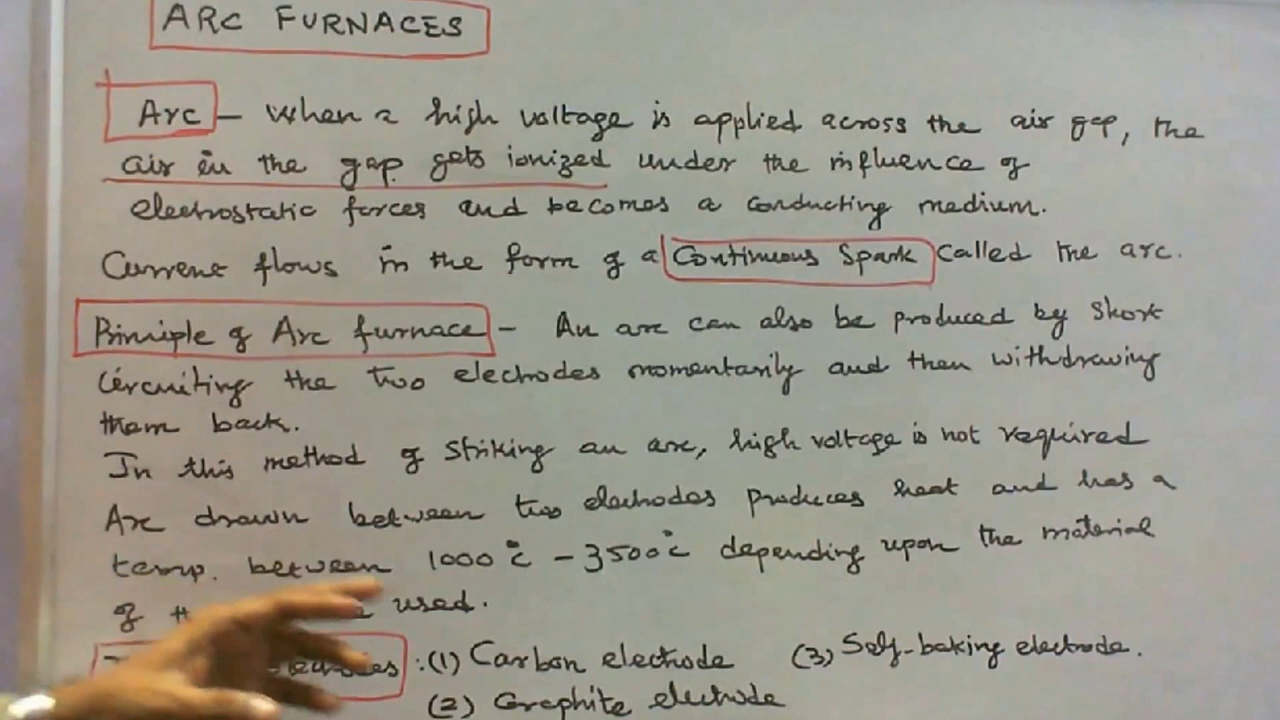 ARC FURNACES
Arc – When a high voltage is applied across the air gap, the
air in the gap gets ionized under the influence of
electrostatic forces and becomes a conducting medium.
Current flows in the form of a Continuous Spark called the arc.
Principle of Arc furnace – An arc can also be produced by short
circuiting the two electrodes momentarily and then withdrawing
them back.
In this method of striking an arc, high voltage is not required
Arc drawn between two electrodes produces heat and has a
temp. between 1000°c – 3500°c depending upon the material
of used.
: (1) Carbon electrode (3) Self-baking electrode.
(2) Graphite electrode